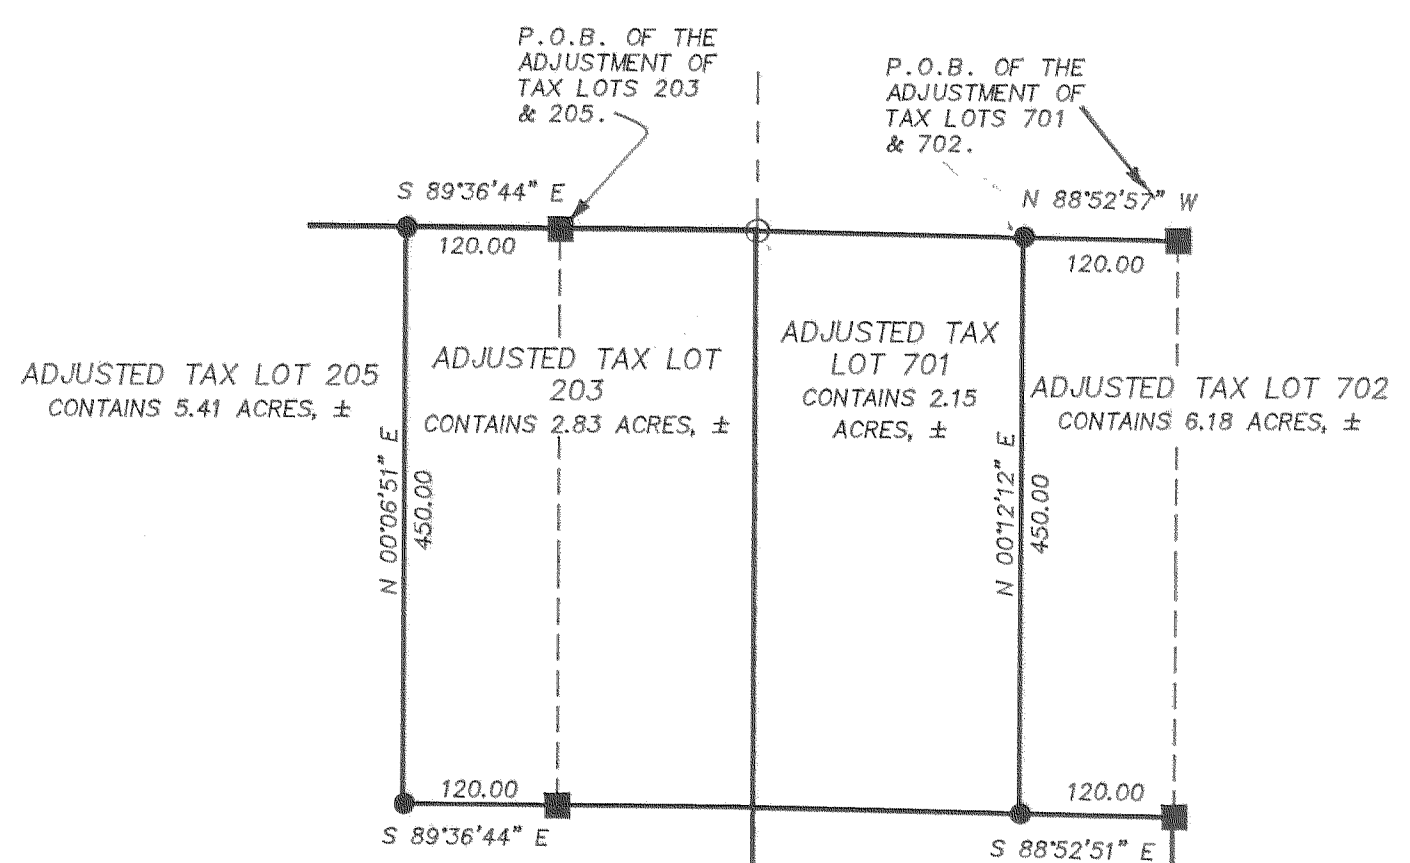 P.O.B. OF THE
ADJUSTMENT OF
TAX LOTS 203
& 205.
P.O.B. OF THE
ADJUSTMENT OF
TAX LOTS 701
& 702.
S 89°36'44" E
N 88°52'57" W
120.00
120.00
ADJUSTED TAX LOT 205
CONTAINS 5.41 ACRES, ±
ADJUSTED TAX LOT
203
CONTAINS 2.83 ACRES, ±
ADJUSTED TAX
LOT 701
CONTAINS 2.15
ACRES, ±
ADJUSTED TAX LOT 702
CONTAINS 6.18 ACRES, ±
N 00°06'51" E
450.00
N 00°12'12" E
450.00
120.00
120.00
S 89°36'44" E
S 88°52'51" E